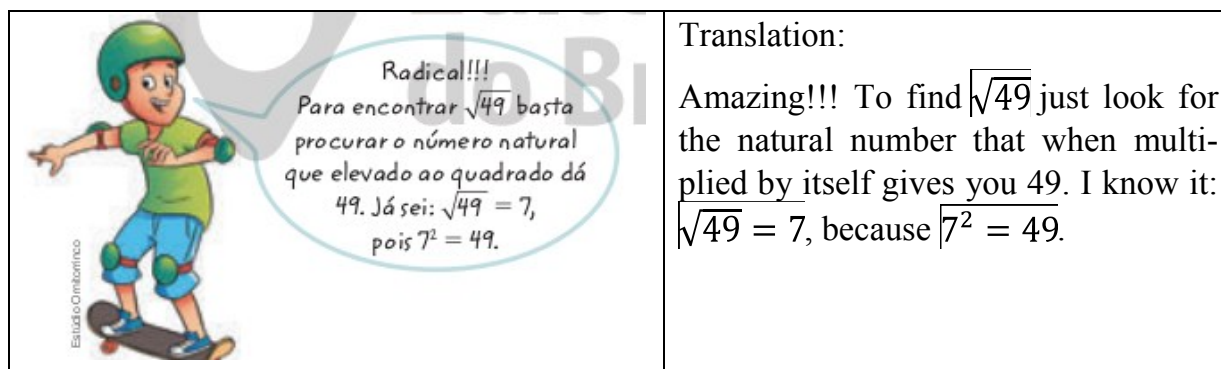 do B
Radical!!!
Para encontrar √49 basta
procurar o número natural
que elevado ao quadrado dá
49. Já sei: √49 = 7,
pois 7² = 49.
Estúdio Ornitorrinco
Translation:
Amazing!!! To find √49 just look for
the natural number that when multi-
plied by itself gives you 49. I know it:
√49 = 7, because 7² = 49.